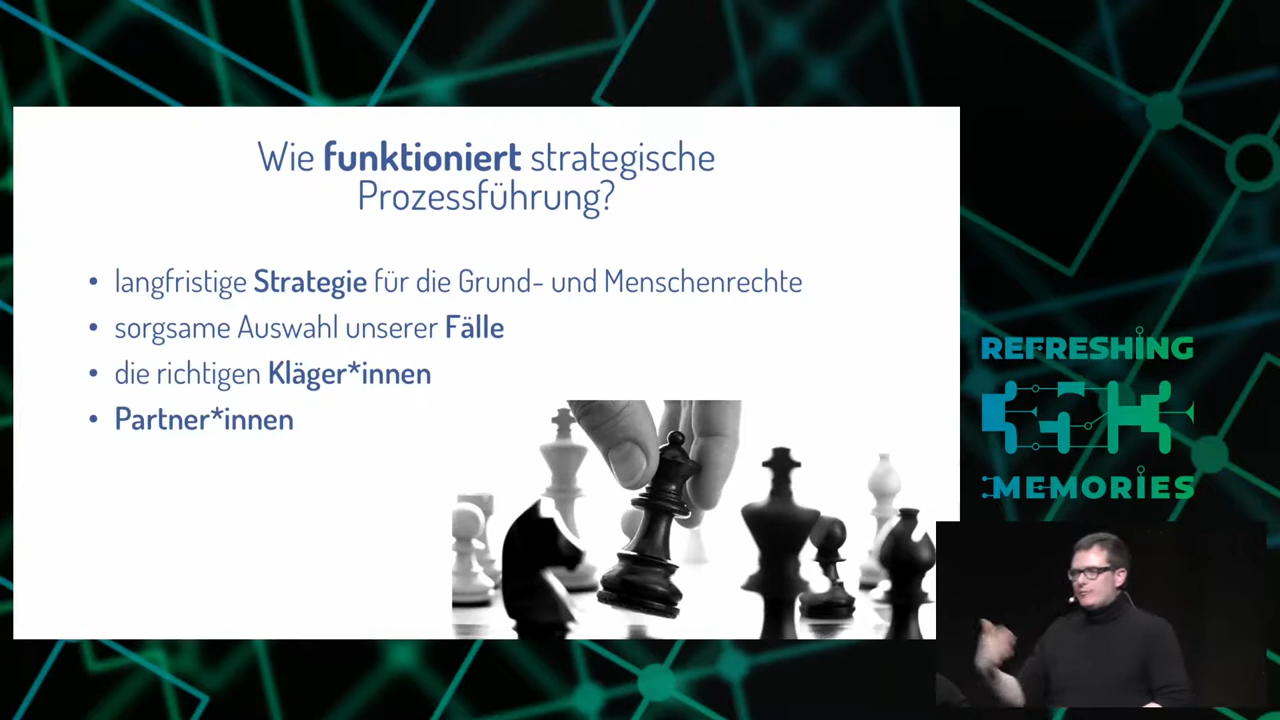 Wie funktioniert strategische
Prozessführung?
• langfristige Strategie für die Grund- und Menschenrechte
• sorgsame Auswahl unserer Fälle
• die richtigen Kläger*innen
• Partner*innen
REFRESHING
35C3
MEMORIES